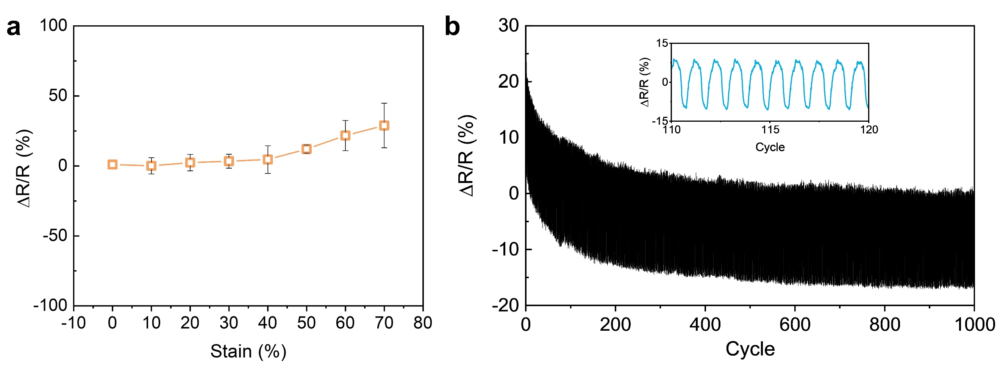 a
100
50
0
-50
-100
ΔR/R (%)
-10 0 10 20 30 40 50 60 70 80
Stain (%)
b
30
20
10
0
-10
-20
ΔR/R (%)
0 200 400 600 800 1000
Cycle
15
0
-15
ΔR/R (%)
110 115 120
Cycle